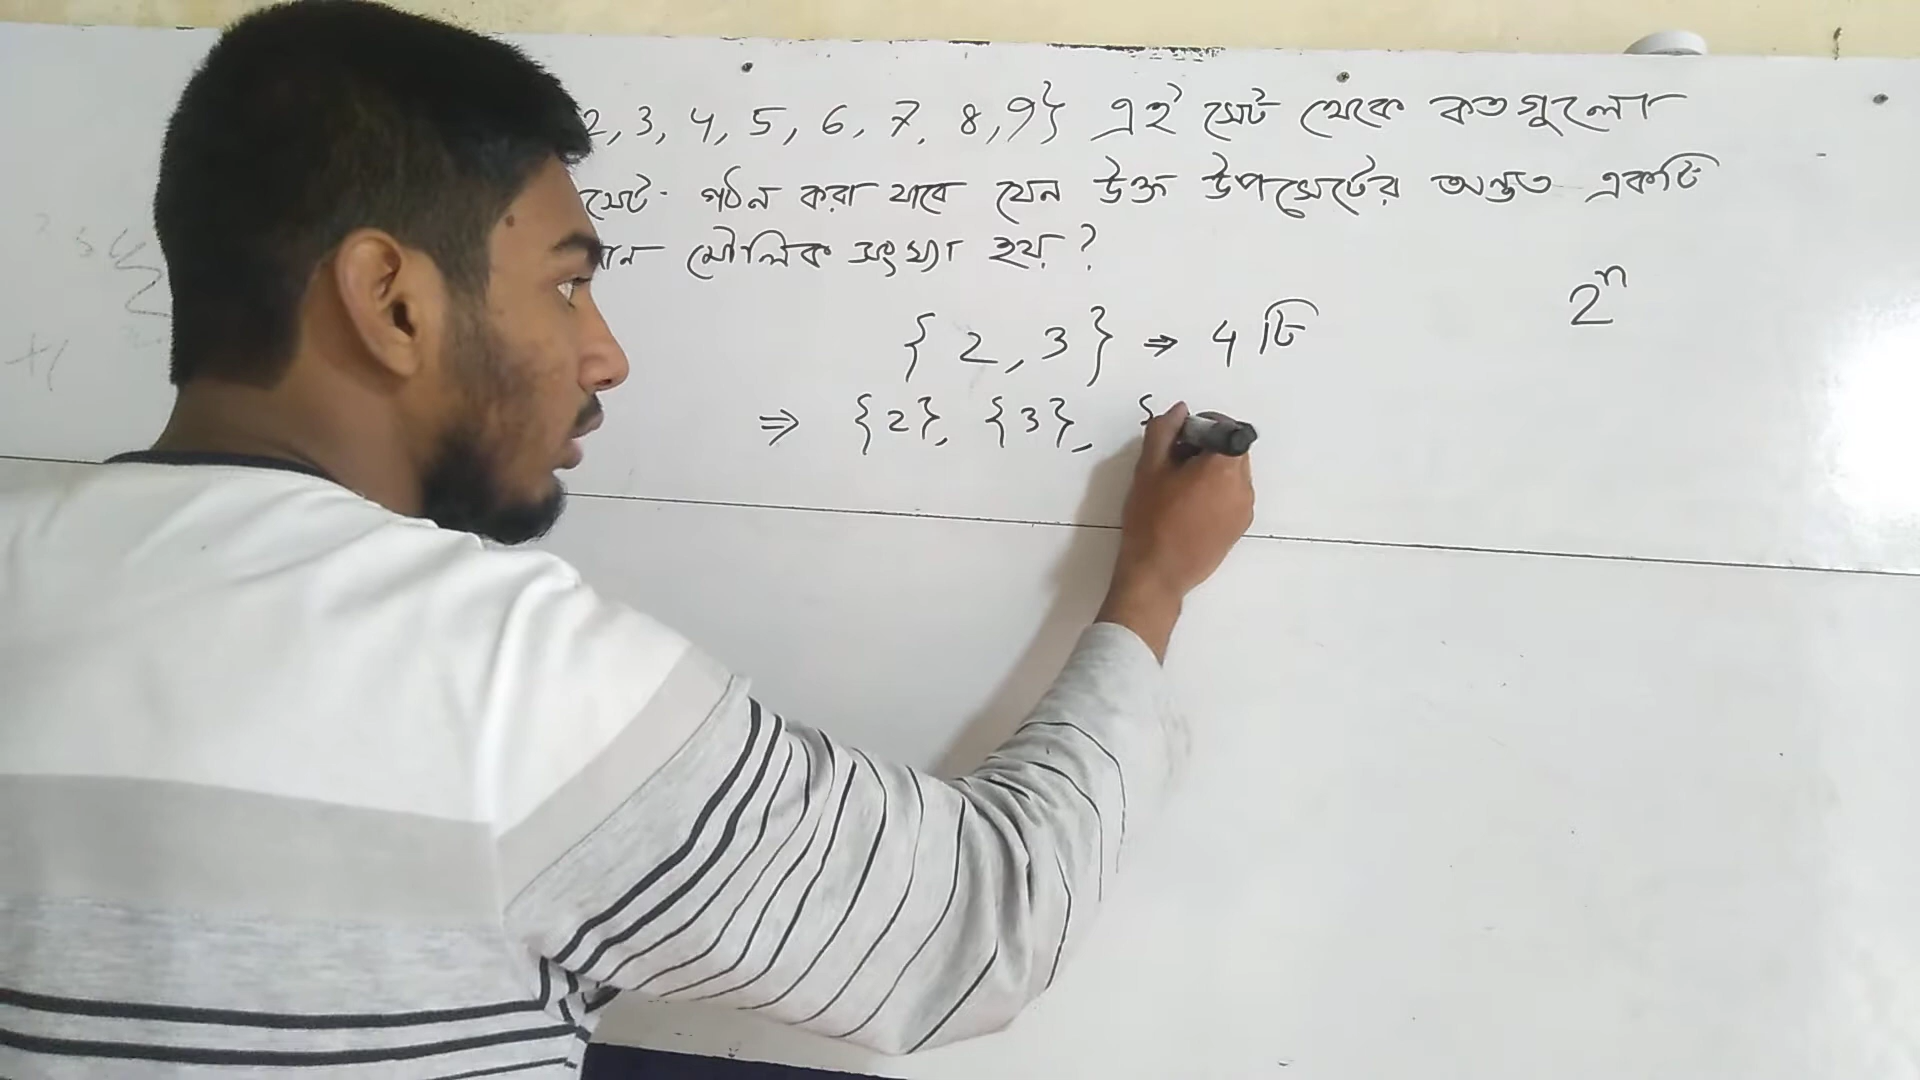 2, 3, 4, 5, 6, 7, 8, 9} এই সেট থেকে কতগুলো
সেট গঠন করা যাবে যেন উক্ত উপসেটের অন্তত একটি
মৌলিক সংখ্যা হয়?
2ⁿ
{ 2, 3 } ⇒ 4 টি
⇒ {2}, {3}, {